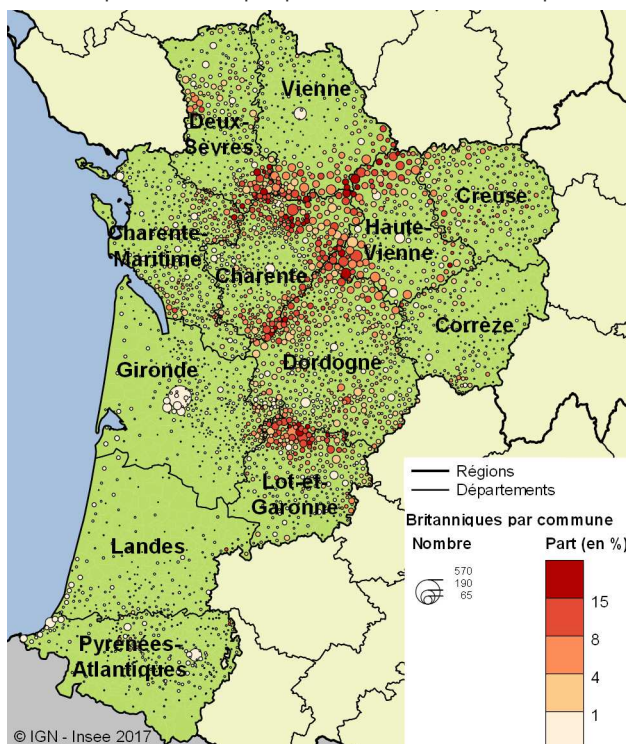 Vienne
Deux-
Sèvres
Creuse
Haute-
Vienne
Charente-
Maritime
Charente
Corrèze
Gironde
Dordogne
Lot-et-
Garonne
Landes
Pyrénées-
Atlantiques
Régions
Départements
Britanniques par commune
Nombre
Part (en %)
570
190
65
15
8
4
1
© IGN - Insee 2017